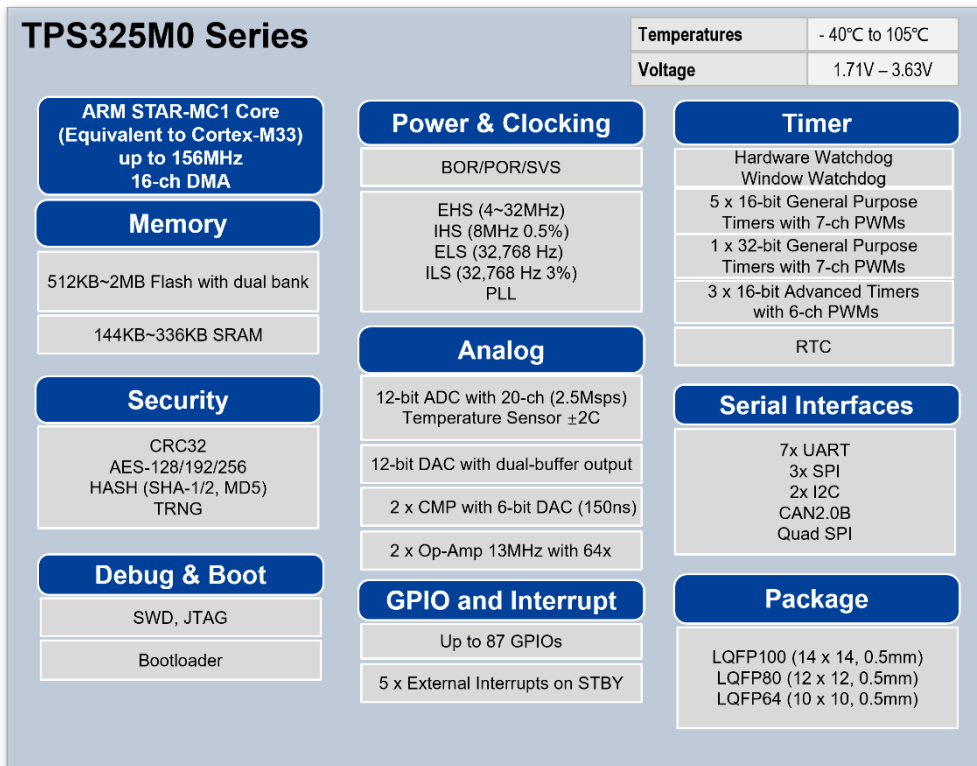 TPS325M0 Series
Temperatures - 40℃ to 105℃
Voltage 1.71V – 3.63V
ARM STAR-MC1 Core
(Equivalent to Cortex-M33)
up to 156MHz
16-ch DMA
Memory
512KB~2MB Flash with dual bank
144KB~336KB SRAM
Security
CRC32
AES-128/192/256
HASH (SHA-1/2, MD5)
TRNG
Debug & Boot
SWD, JTAG
Bootloader
Power & Clocking
BOR/POR/SVS
EHS (4~32MHz)
IHS (8MHz 0.5%)
ELS (32,768 Hz)
ILS (32,768 Hz 3%)
PLL
Analog
12-bit ADC with 20-ch (2.5Msps)
Temperature Sensor ±2C
12-bit DAC with dual-buffer output
2 x CMP with 6-bit DAC (150ns)
2 x Op-Amp 13MHz with 64x
GPIO and Interrupt
Up to 87 GPIOs
5 x External Interrupts on STBY
Timer
Hardware Watchdog
Window Watchdog
5 x 16-bit General Purpose
Timers with 7-ch PWMs
1 x 32-bit General Purpose
Timers with 7-ch PWMs
3 x 16-bit Advanced Timers
with 6-ch PWMs
RTC
Serial Interfaces
7x UART
3x SPI
2x I2C
CAN2.0B
Quad SPI
Package
LQFP100 (14 x 14, 0.5mm)
LQFP80 (12 x 12, 0.5mm)
LQFP64 (10 x 10, 0.5mm)